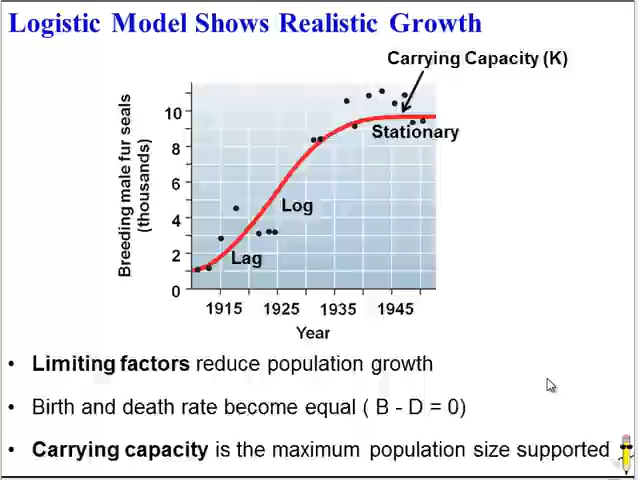 Logistic Model Shows Realistic Growth
Carrying Capacity (K)
Breeding male fur seals
(thousands)
10
8
6
4
2
0
Stationary
Log
Lag
1915 1925 1935 1945
Year
• Limiting factors reduce population growth
• Birth and death rate become equal ( B - D = 0)
• Carrying capacity is the maximum population size supported